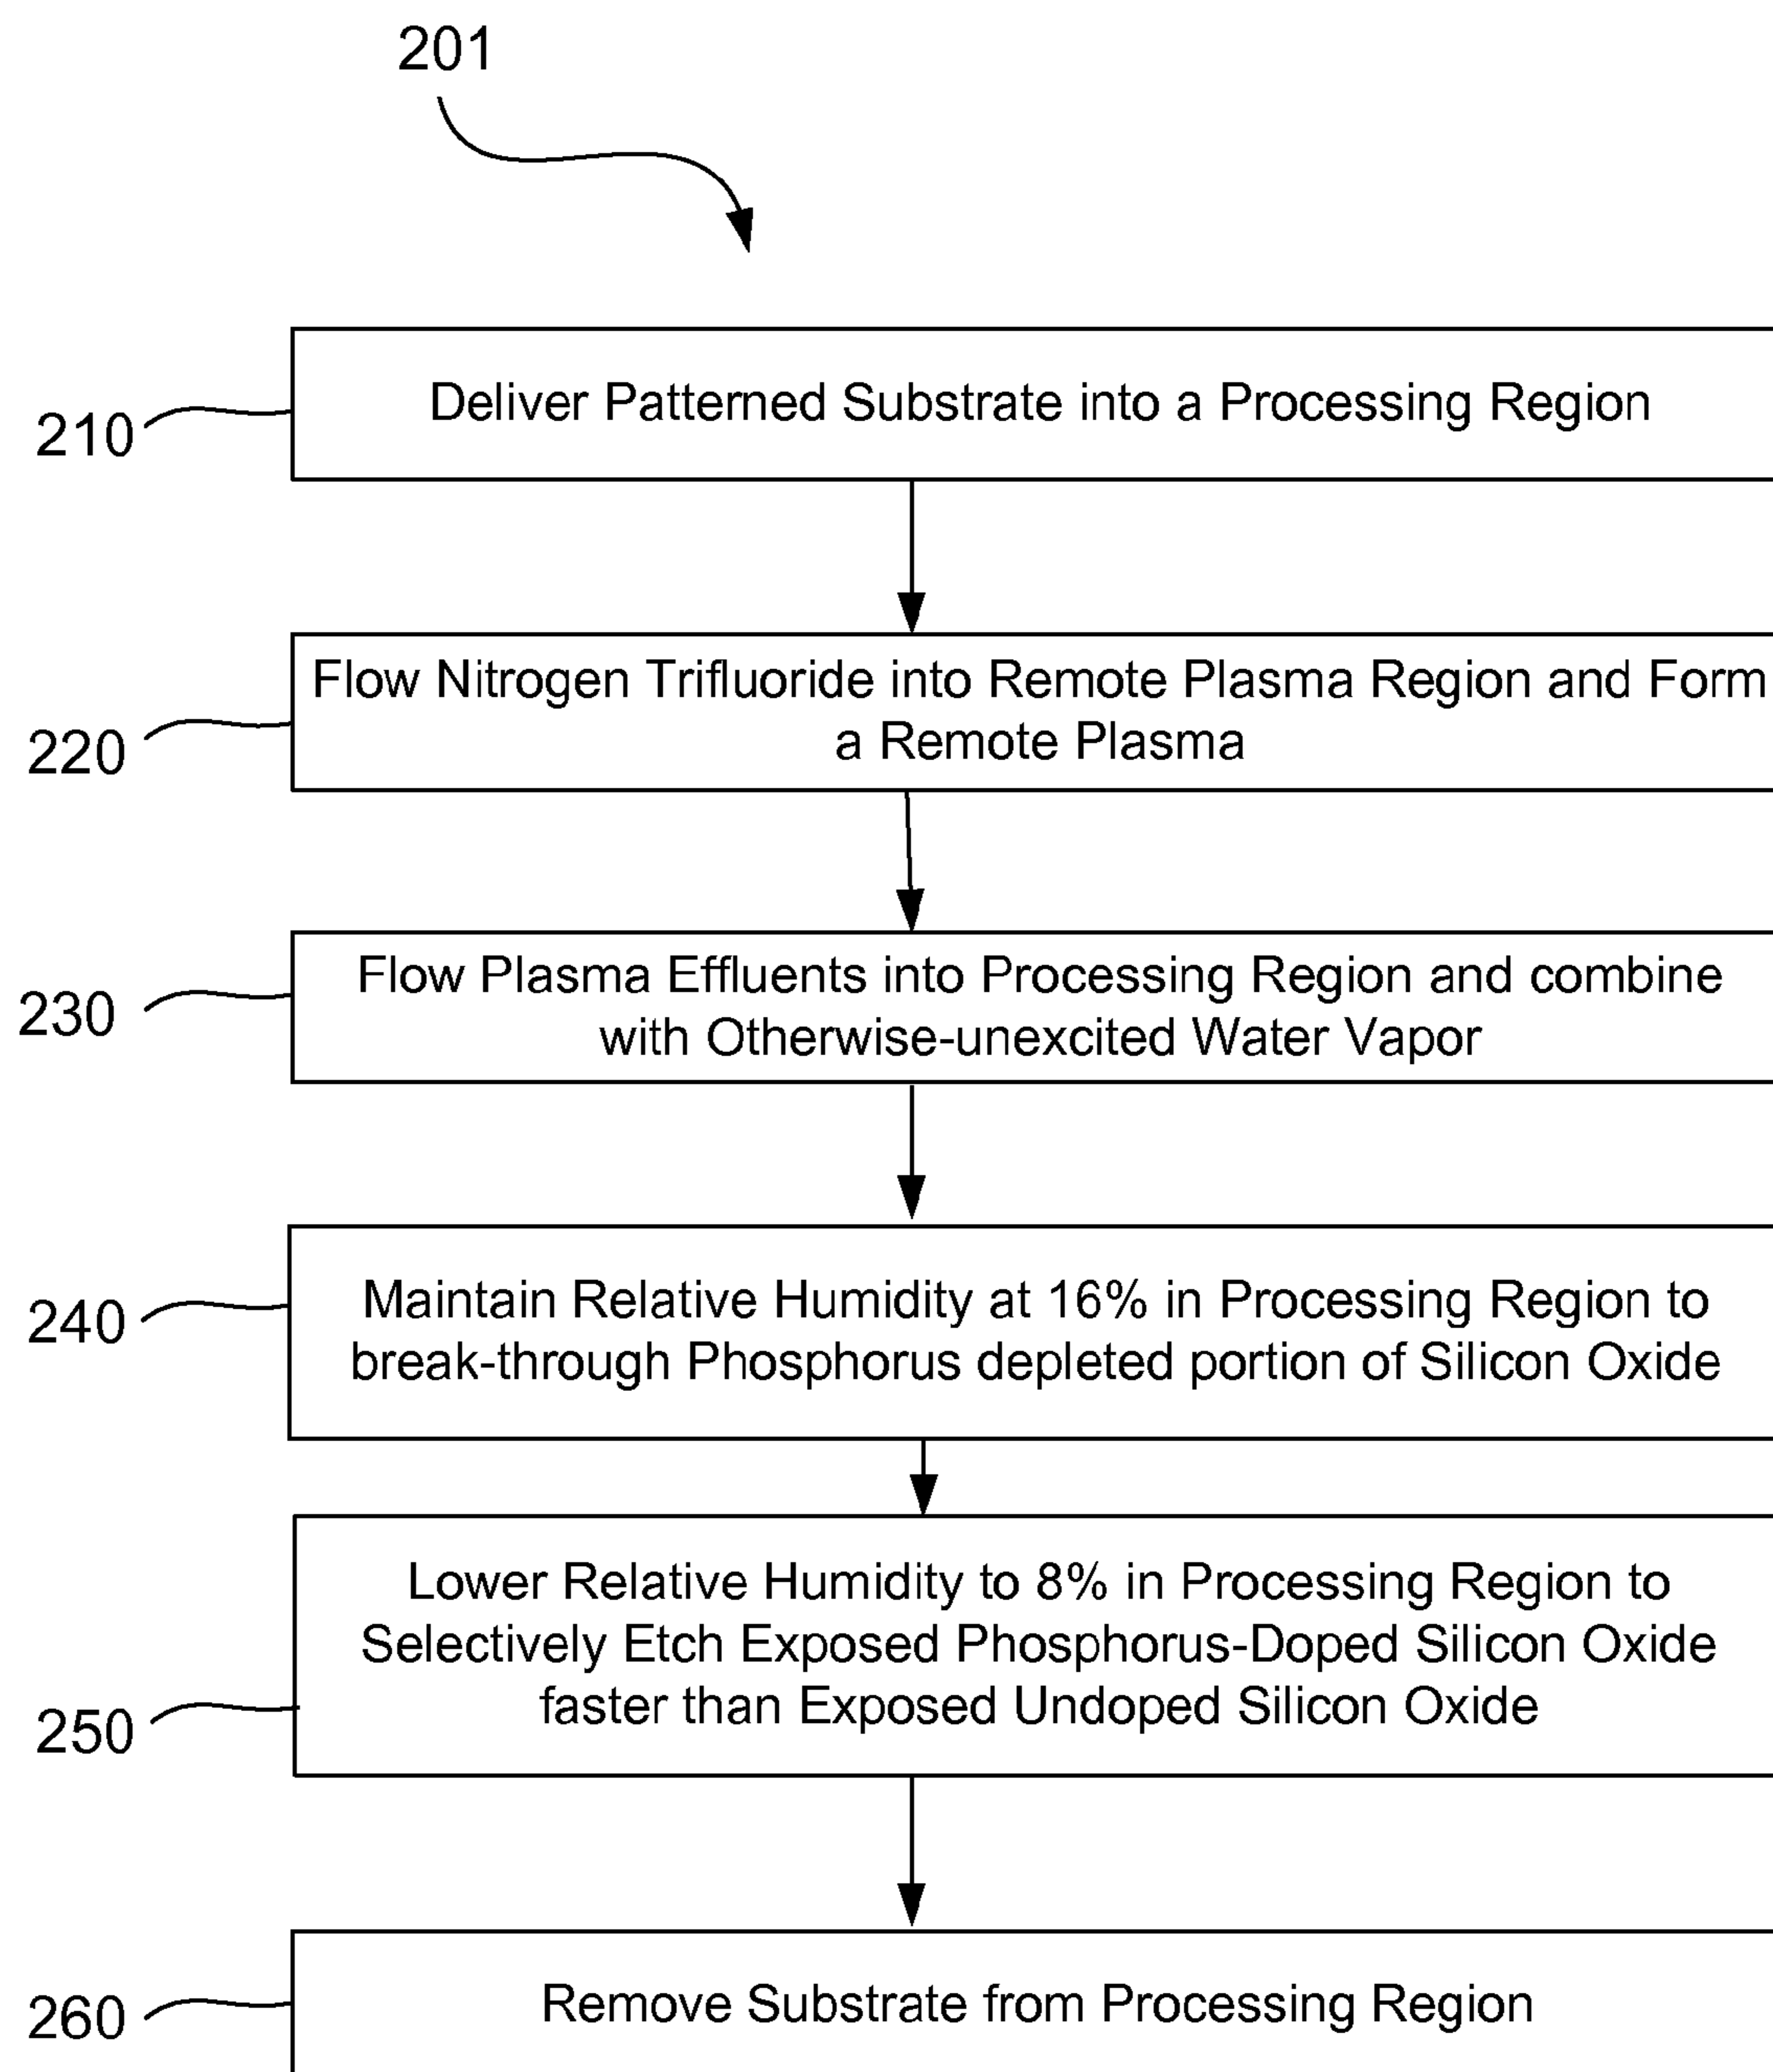 201
210
Deliver Patterned Substrate into a Processing Region
220
Flow Nitrogen Trifluoride into Remote Plasma Region and Form
a Remote Plasma
230
Flow Plasma Effluents into Processing Region and combine
with Otherwise-unexcited Water Vapor
240
Maintain Relative Humidity at 16% in Processing Region to
break-through Phosphorus depleted portion of Silicon Oxide
250
Lower Relative Humidity to 8% in Processing Region to
Selectively Etch Exposed Phosphorus-Doped Silicon Oxide
faster than Exposed Undoped Silicon Oxide
260
Remove Substrate from Processing Region